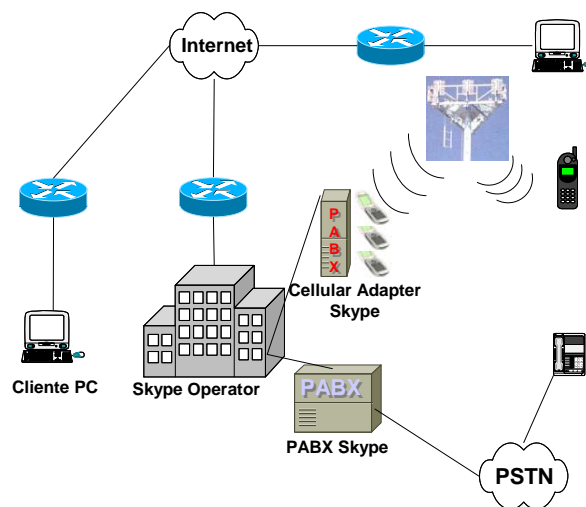 Internet
P
A
B
X
Cellular Adapter
Skype
Cliente PC
Skype Operator
PABX
PABX Skype
PSTN